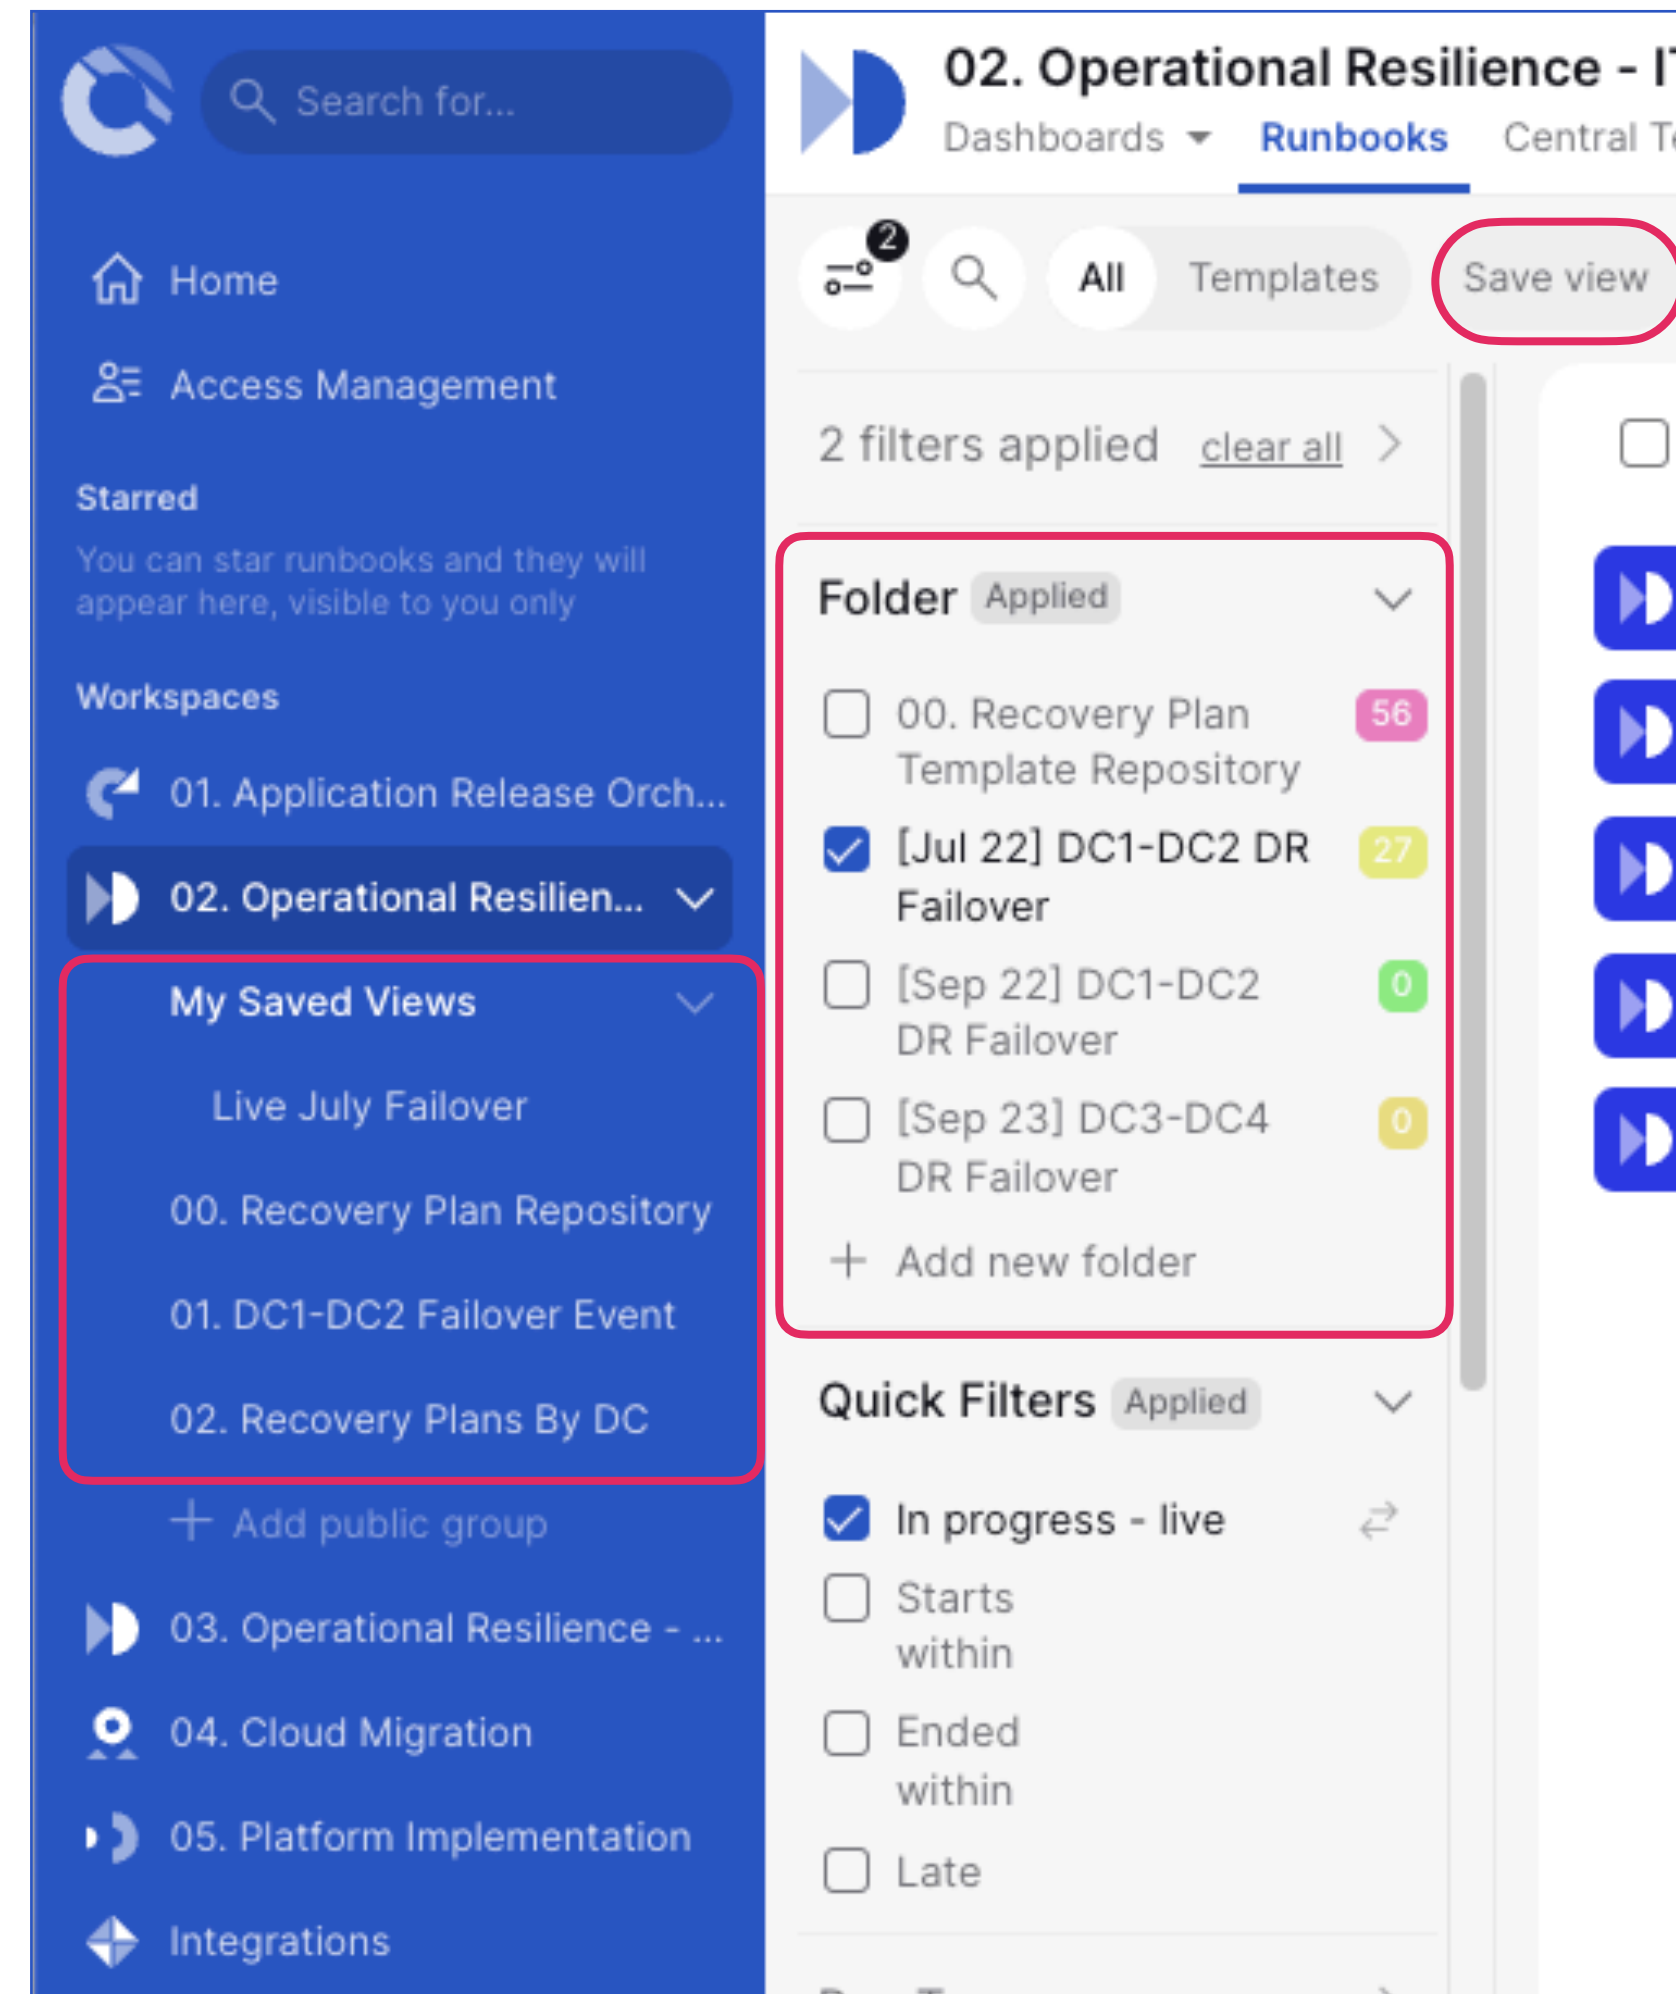 Search for...
Home
Access Management
Starred
You can star runbooks and they will
appear here, visible to you only
Workspaces
01. Application Release Orch...
02. Operational Resilien...
My Saved Views
Live July Failover
00. Recovery Plan Repository
01. DC1-DC2 Failover Event
02. Recovery Plans By DC
+ Add public group
03. Operational Resilience - ...
04. Cloud Migration
05. Platform Implementation
Integrations
02. Operational Resilience - IT
Dashboards
Runbooks
Central Te
2
All
Templates
Save view
2 filters applied clear all
Folder Applied
00. Recovery Plan 56
Template Repository
[Jul 22] DC1-DC2 DR 27
Failover
[Sep 22] DC1-DC2 0
DR Failover
[Sep 23] DC3-DC4 0
DR Failover
+ Add new folder
Quick Filters Applied
In progress - live
Starts
within
Ended
within
Late